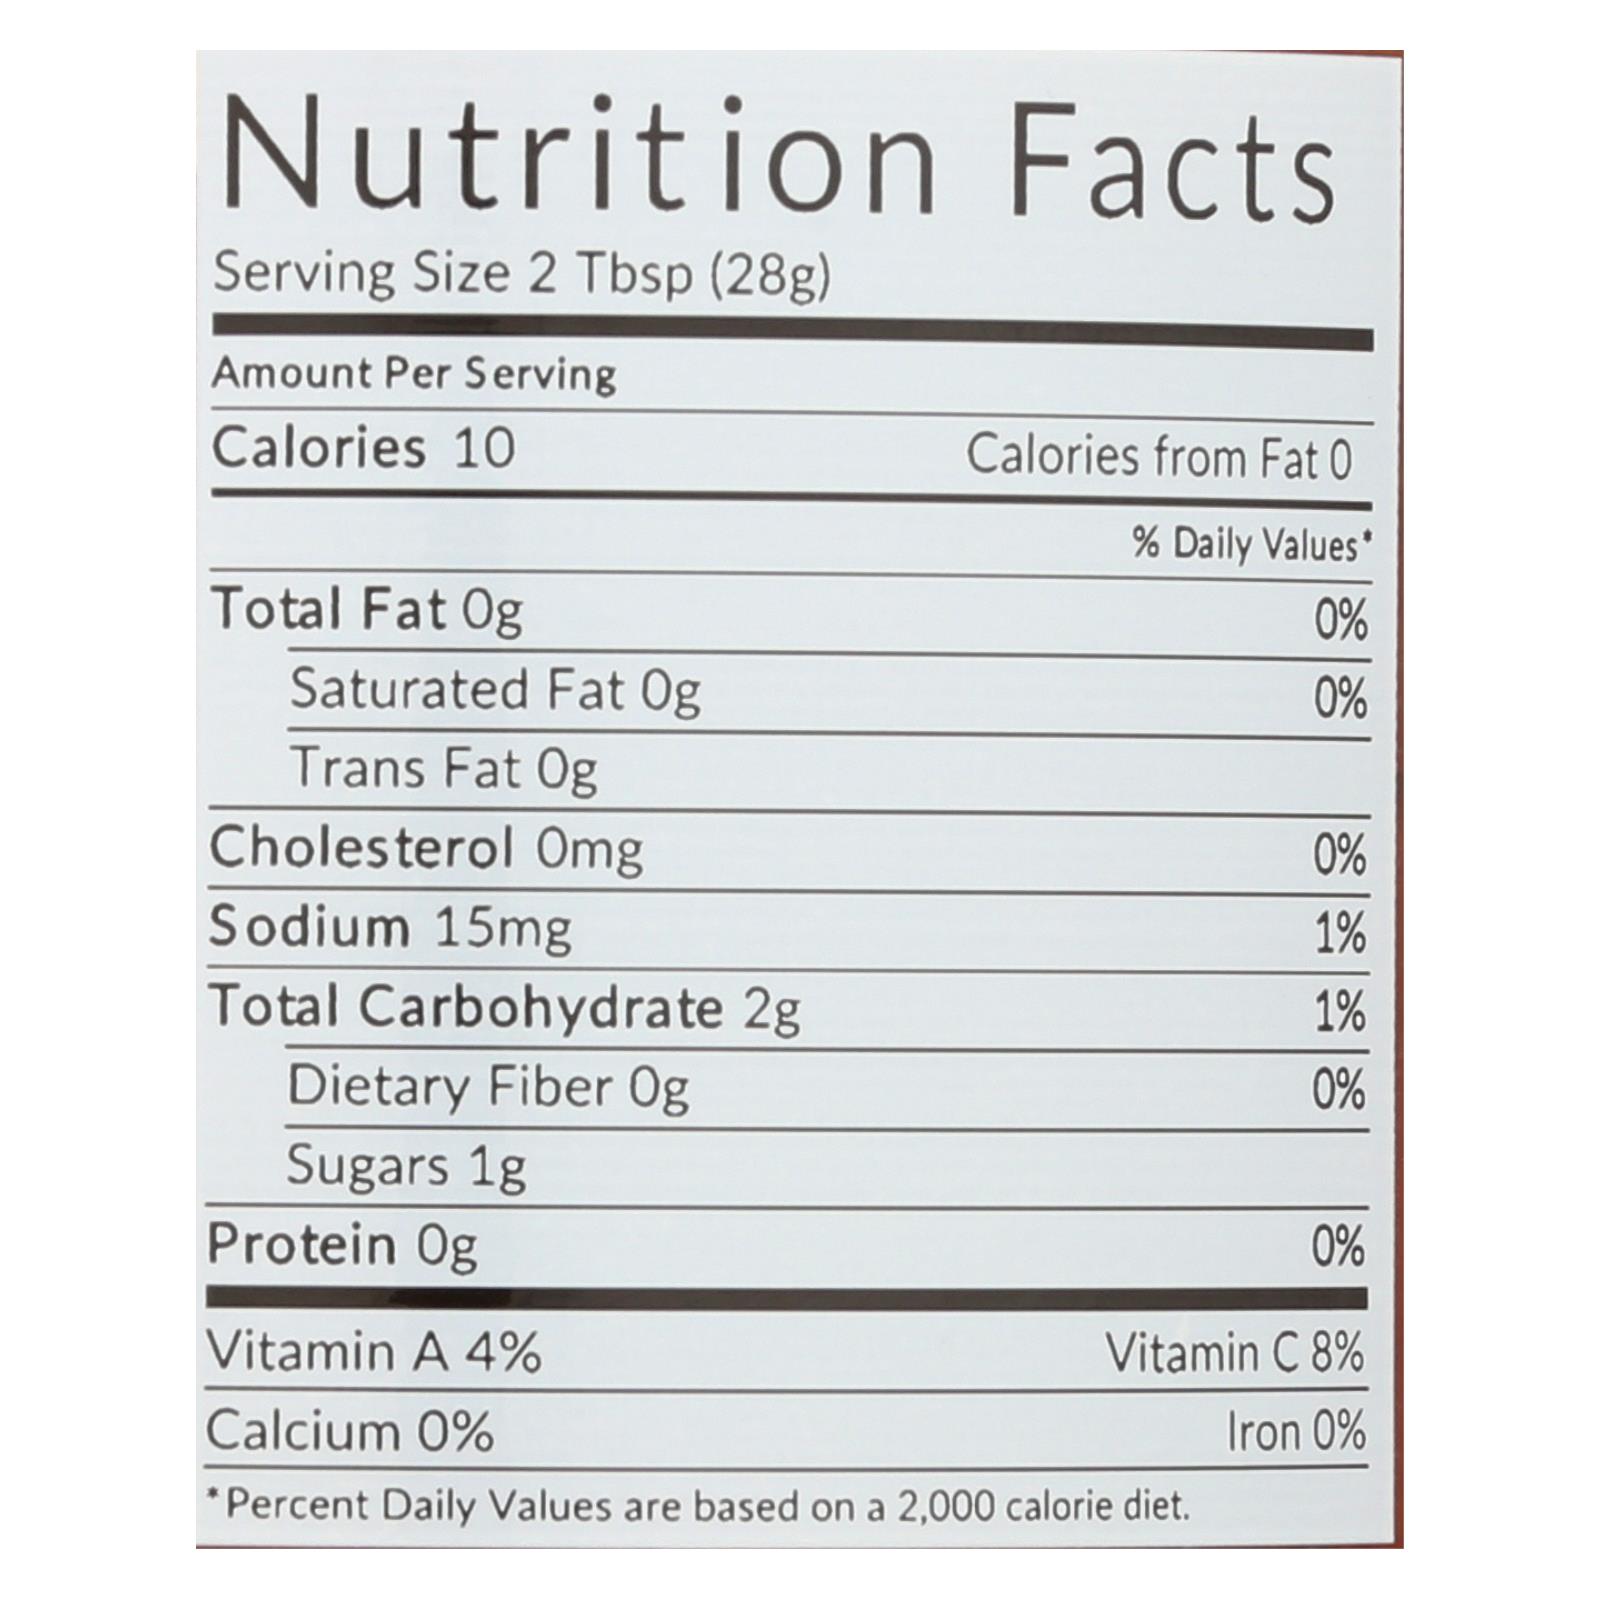 Nutrition Facts
Serving Size 2 Tbsp (28g)
Amount Per Serving
Calories 10 Calories from Fat 0
% Daily Values*
Total Fat 0g 0%
Saturated Fat 0g 0%
Trans Fat 0g
Cholesterol 0mg 0%
Sodium 15mg 1%
Total Carbohydrate 2g 1%
Dietary Fiber 0g 0%
Sugars 1g
Protein 0g 0%
Vitamin A 4% Vitamin C 8%
Calcium 0% Iron 0%
*Percent Daily Values are based on a 2,000 calorie diet.